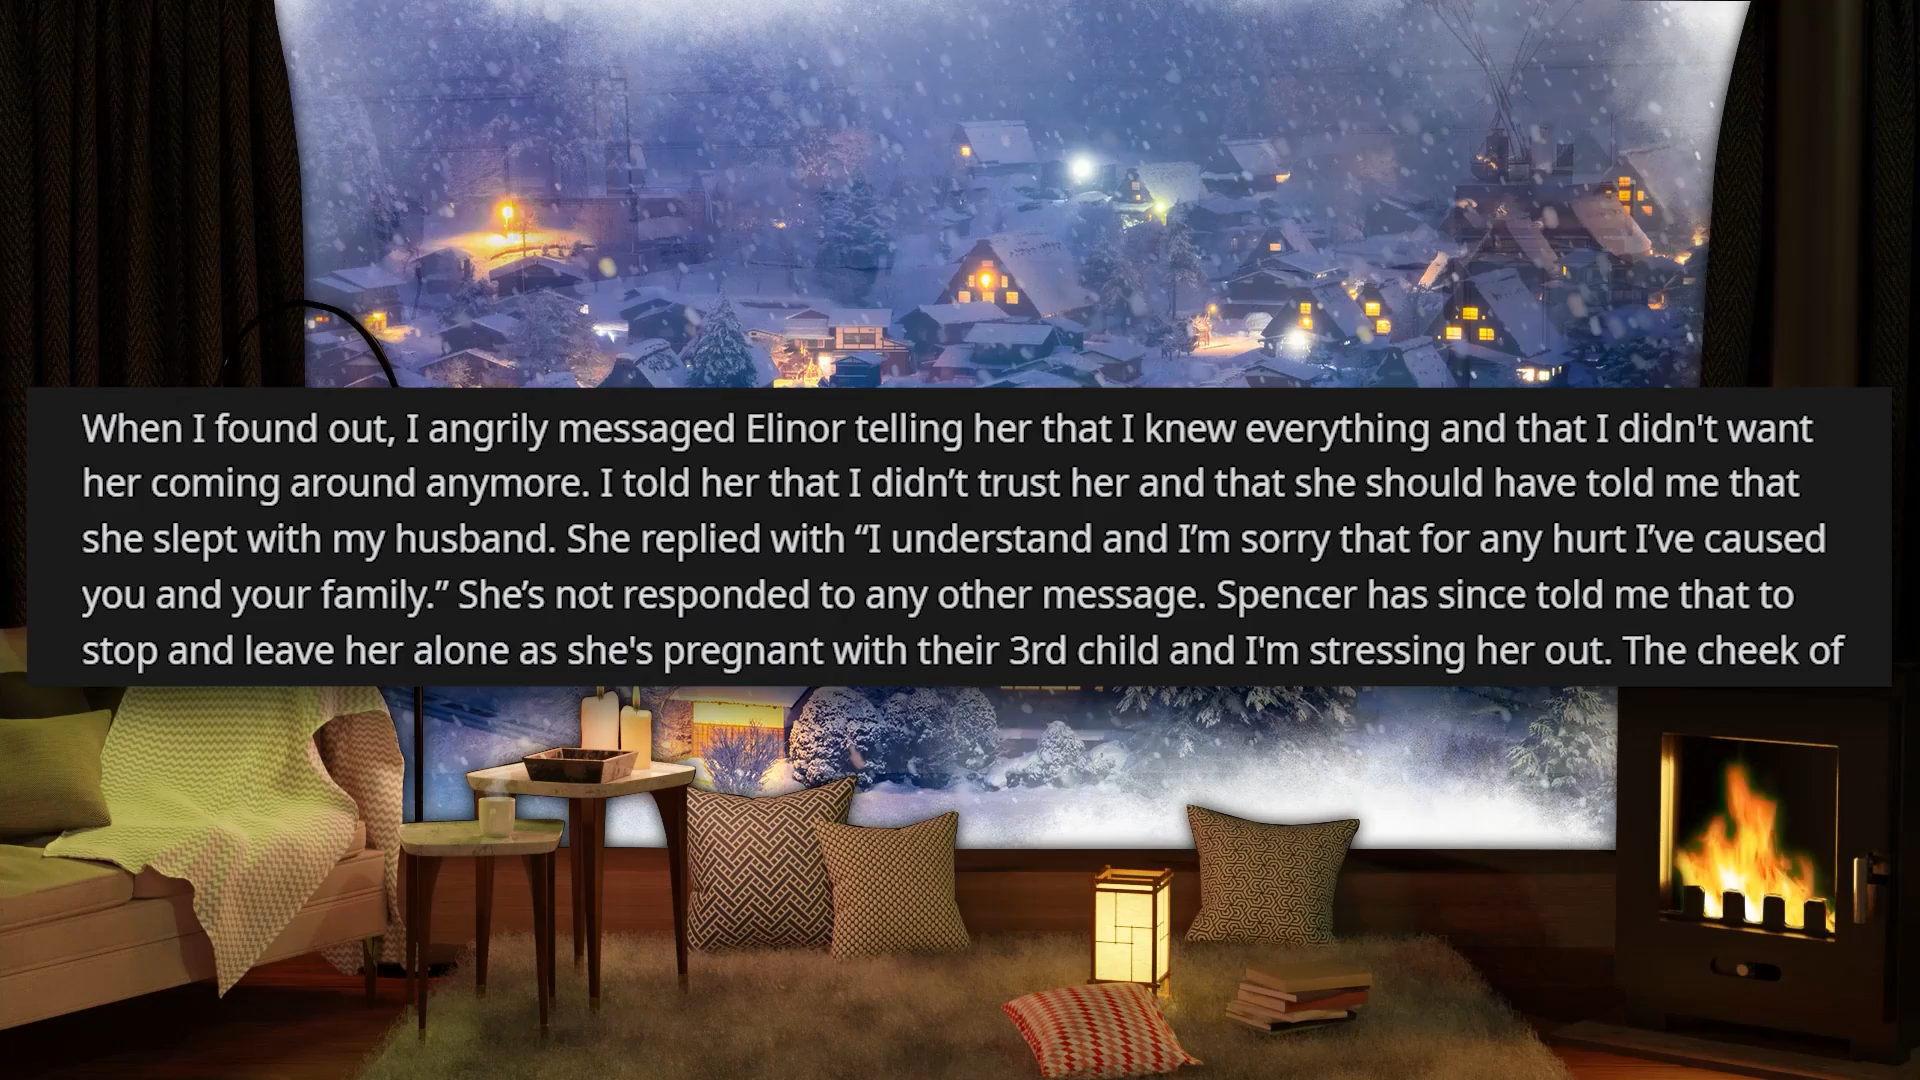 When I found out, I angrily messaged Elinor telling her that I knew everything and that I didn't want
her coming around anymore. I told her that I didn’t trust her and that she should have told me that
she slept with my husband. She replied with “I understand and I’m sorry that for any hurt I’ve caused
you and your family.” She’s not responded to any other message. Spencer has since told me that to
stop and leave her alone as she's pregnant with their 3rd child and I'm stressing her out. The cheek of